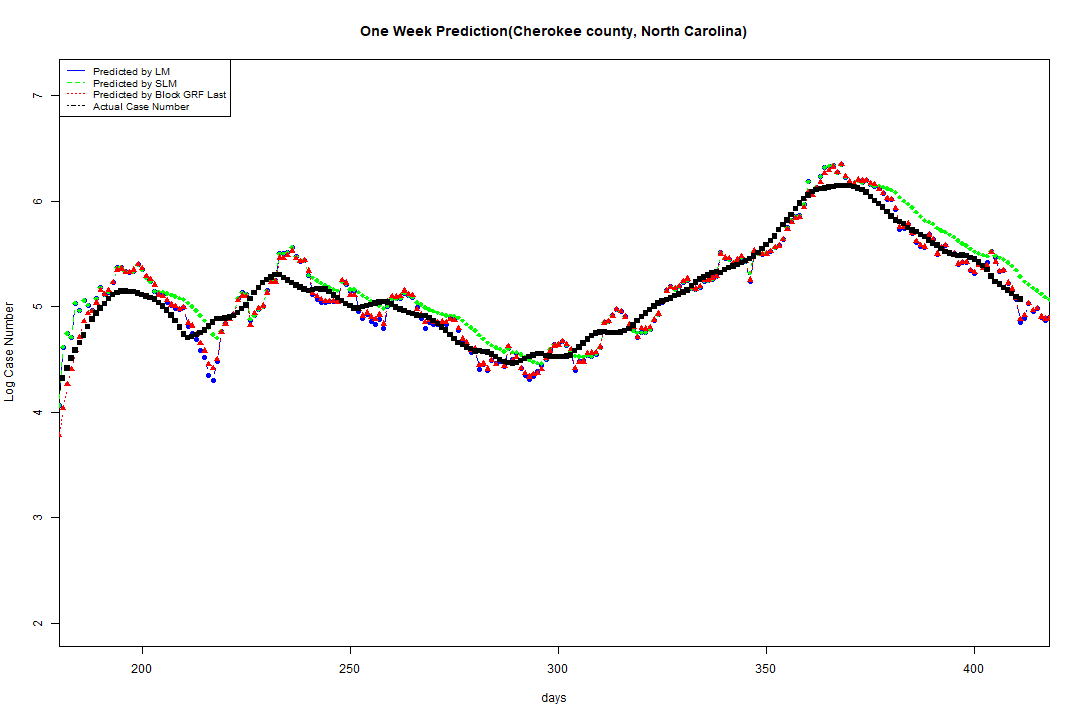 One Week Prediction(Cherokee county, North Carolina)
Predicted by LM
Predicted by SLM
Predicted by Block GRF Last
Actual Case Number
7
6
5
4
3
2
Log Case Number
200 250 300 350 400
days